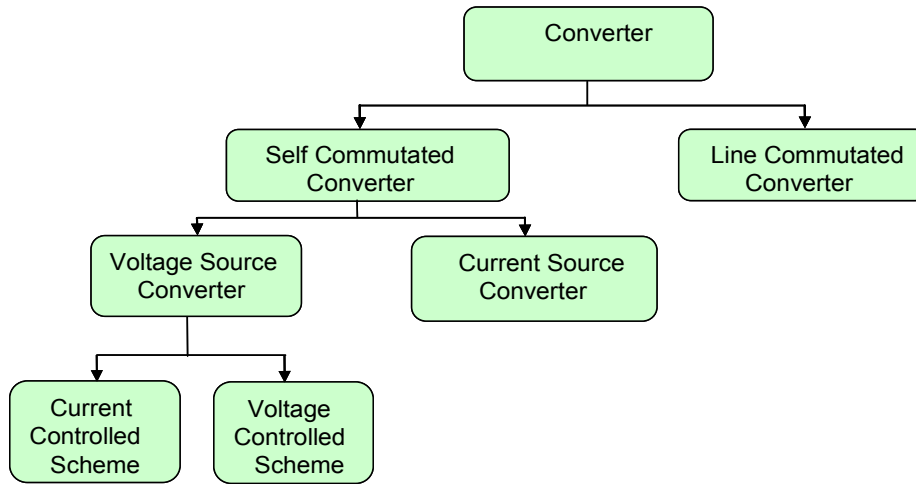 Converter
Self Commutated
Converter
Line Commutated
Converter
Voltage Source
Converter
Current Source
Converter
Current
Controlled
Scheme
Voltage
Controlled
Scheme